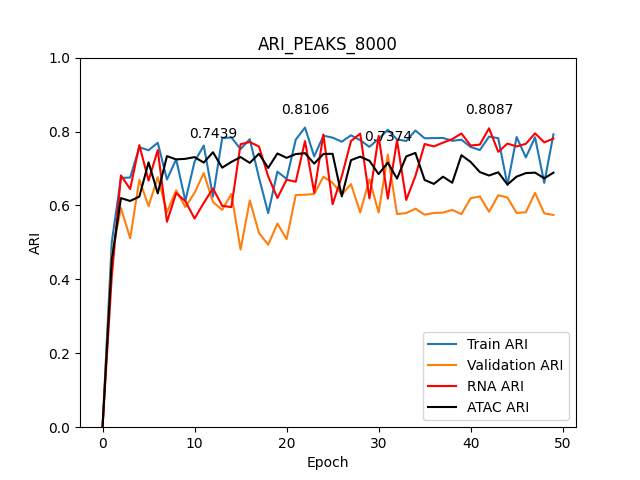 ARI_PEAKS_8000
1.0
0.8
0.6
0.4
0.2
0.0
ARI
0.8106
0.8087
0.7439
0.7374
Train ARI
Validation ARI
RNA ARI
ATAC ARI
0 10 20 30 40 50
Epoch